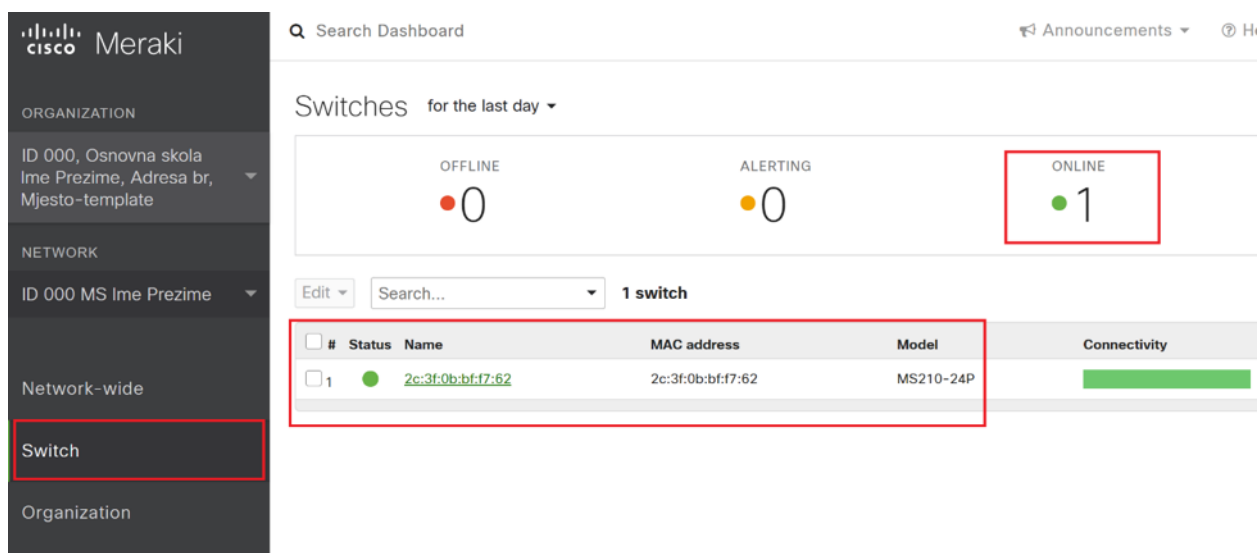 cisco Meraki
ORGANIZATION
ID 000, Osnovna skola
Ime Prezime, Adresa br,
Mjesto-template
NETWORK
ID 000 MS Ime Prezime
Network-wide
Switch
Organization
Search Dashboard
Announcements
Switches for the last day
OFFLINE ALERTING ONLINE
0 0 1
Edit Search... 1 switch
# Status Name MAC address Model Connectivity
1 2c:3f:0b:bf:f7:62 2c:3f:0b:bf:f7:62 MS210-24P